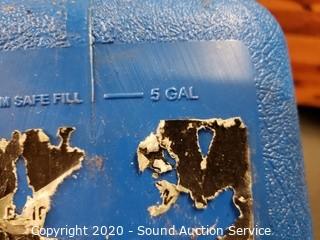 M SAFE FILL — 5 GAL
Copyright 2020 - Sound Auction Service